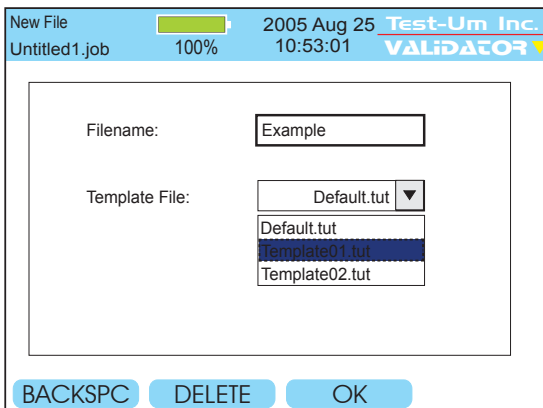 New File 2005 Aug 25 Test-Um Inc.
Untitled1.job 100% 10:53:01 VALiDATOR
Filename: Example
Template File: Default.tut
Default.tut
Template01.tut
Template02.tut
BACKSPC DELETE OK